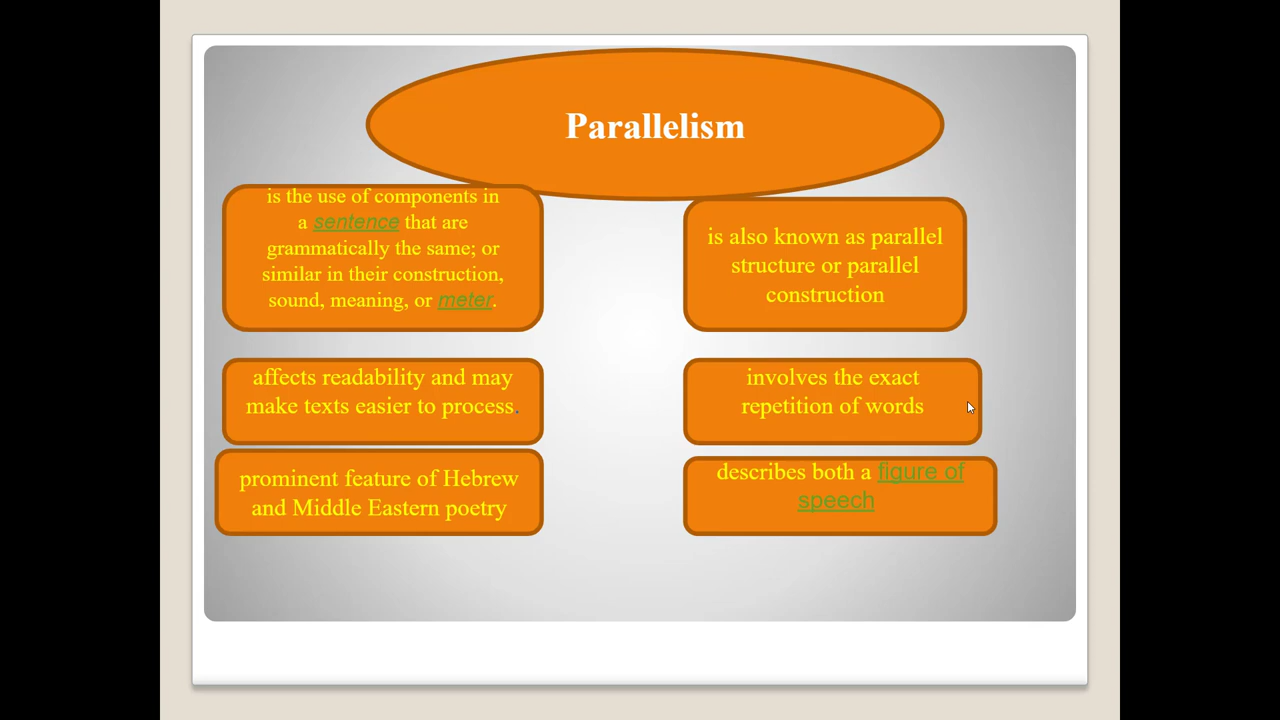 Parallelism
is the use of components in
a sentence that are
grammatically the same; or
similar in their construction,
sound, meaning, or meter.
is also known as parallel
structure or parallel
construction
affects readability and may
make texts easier to process.
involves the exact
repetition of words
prominent feature of Hebrew
and Middle Eastern poetry
describes both a figure of
speech